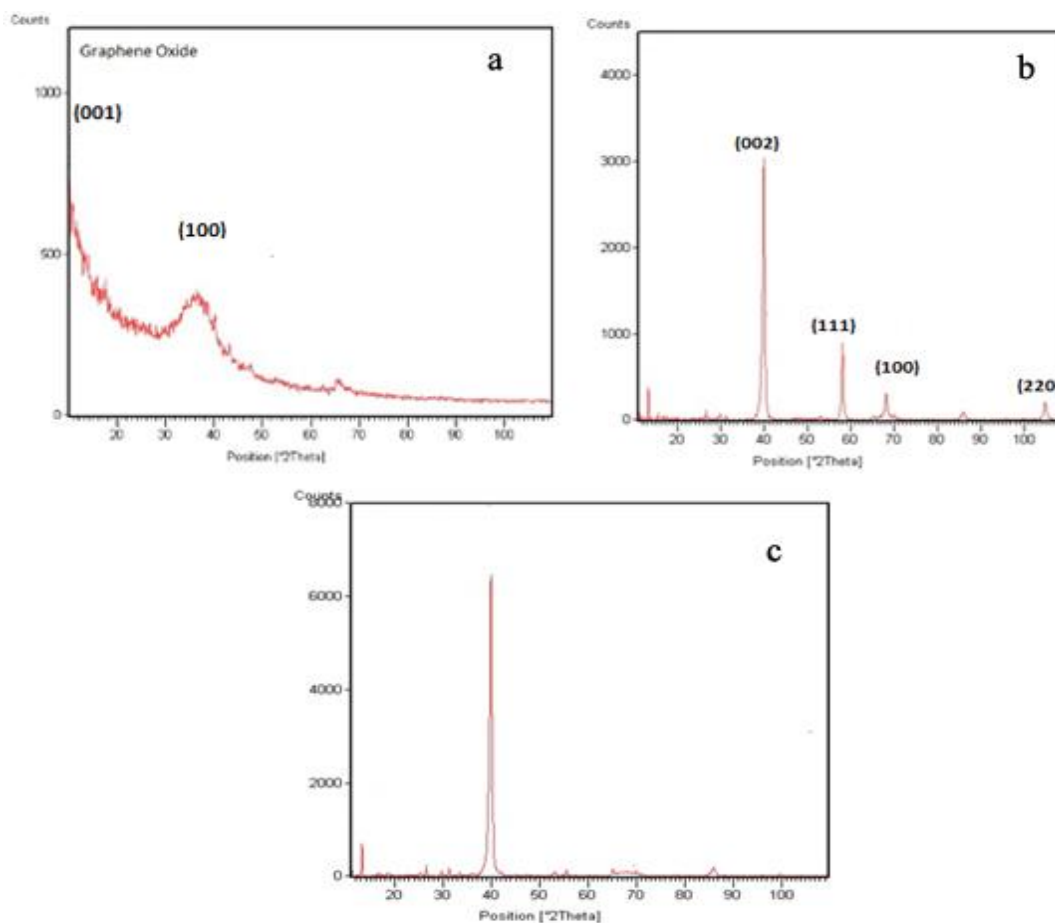 Counts
Graphene Oxide
a
(001)
(100)
1000
500
0
20 30 40 50 60 70 80 90 100
Position [°2Theta]
Counts
b
(002)
(111)
(100)
(220)
4000
3000
2000
1000
0
20 30 40 50 60 70 80 90 100
Position [°2Theta]
Counts
c
8000
6000
4000
2000
0
20 30 40 50 60 70 80 90 100
Position [°2Theta]